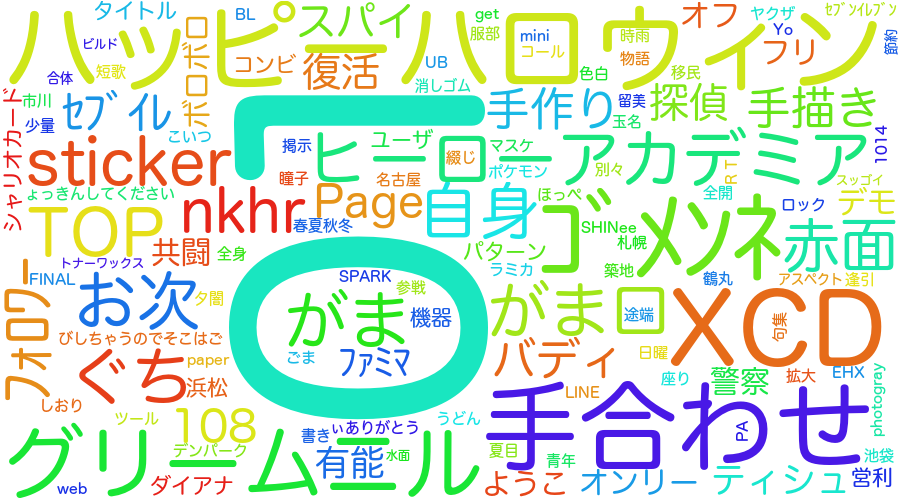 タイトル
BL
スパイ
get
服部
オフ
ヤクザ
セブンイレブン
ハッピ
ハロウィン
ビルド
短歌
ボロボロ
コンビ
復活
UB
mini
コール
時雨
物語
Yo
フリ
節約
合体
消しゴム
色白
移民
市川
セブ イル
手作り
留美
探偵
手描き
少量
こいつ
玉名
シャリオカード
sticker
掲示
ヒーロー
ユーザ
綴じ
マスケ
アカデミア
1014
瞳子
名古屋
ポケモン
別々
RT
スッゴイ
ょっきんしてください
nkhr
Page
自身
ほっぺ
ゴメンネ
全開
ロック
デモ
TOP
春夏秋冬
SHINee
札幌
赤面
共闘
全身
パターン
トナーワックス
FINAL
SPARK
ラミカ
築地
鶴丸
アスペクト
逢引
フォロワー
お次
夕闇
がま
参戦
機器
がま
途端
XCD
句集
びしちゃうのでそこはご
ぐち
paper
ごま
ファミマ
バディ
日曜
浜松
座り
警察
拡大
EHX
photogray
しおり
ツール
108
LINE
手合わせ
グリームニル
デンパーク
書き
ぃありがとう
うどん
PA
有能
水面
夏目
青年
池袋
web
ダイアナ
ようこ
オンリー
ティシュ
営利